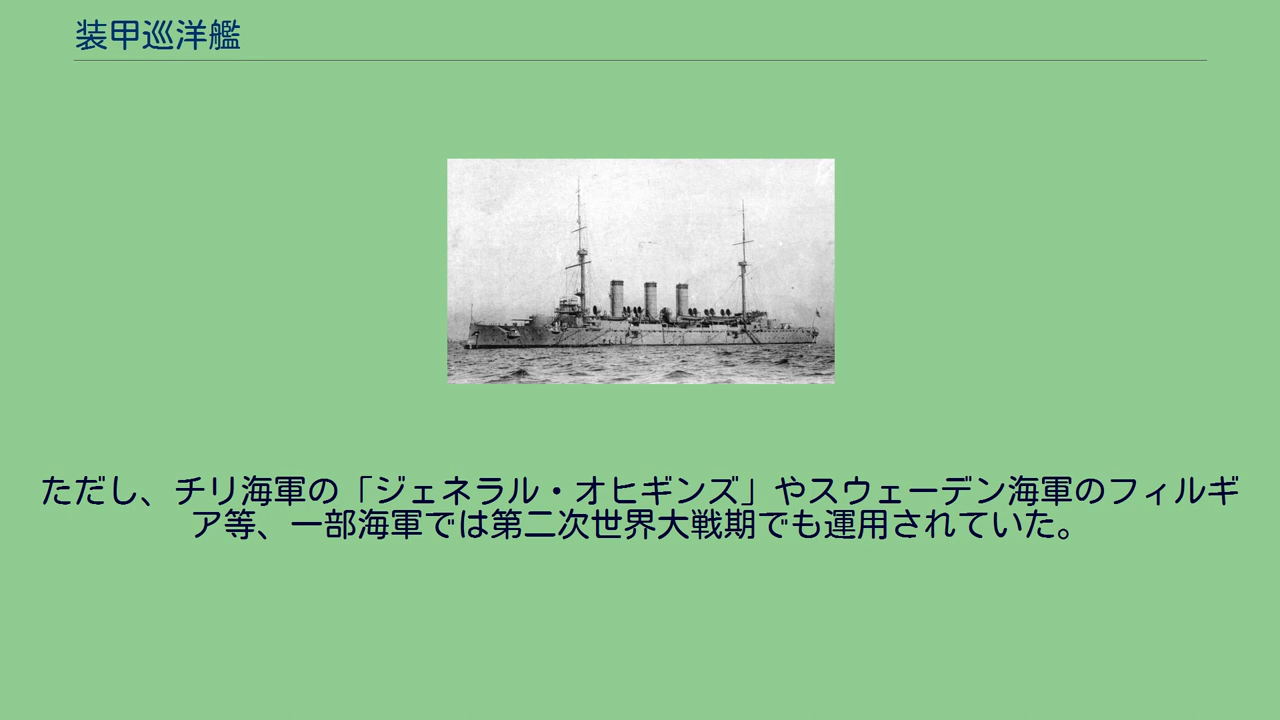 装甲巡洋艦
ただし、チリ海軍の「ジェネラル・オヒギンズ」やスウェーデン海軍のフィルギ
ア等、一部海軍では第二次世界大戦期でも運用されていた。